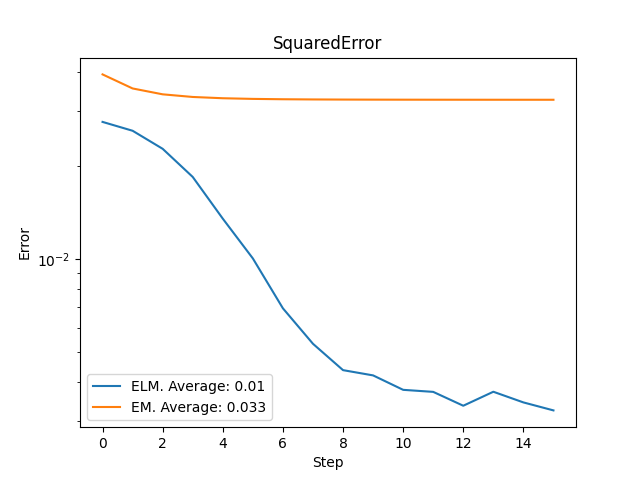 SquaredError
Error
10⁻²
ELM. Average: 0.01
EM. Average: 0.033
0 2 4 6 8 10 12 14
Step